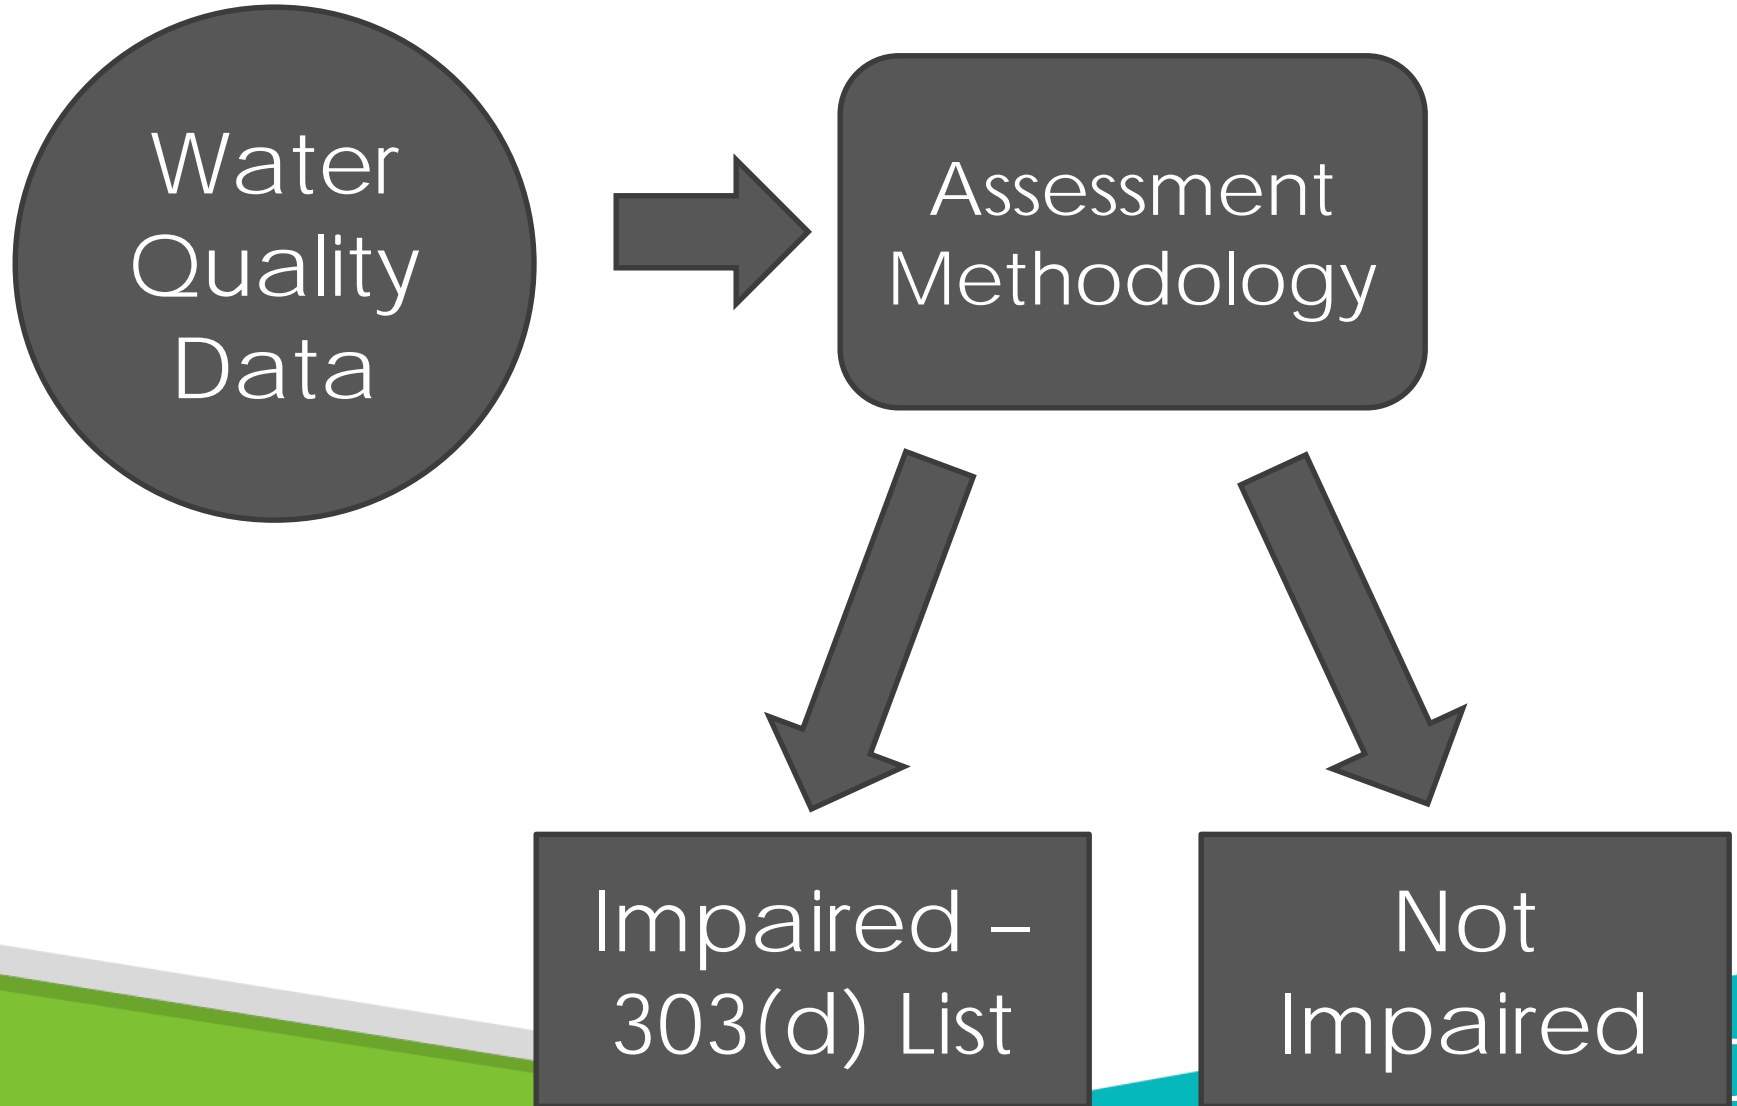 Water
Quality
Data
Assessment
Methodology
Impaired –
303(d) List
Not
Impaired